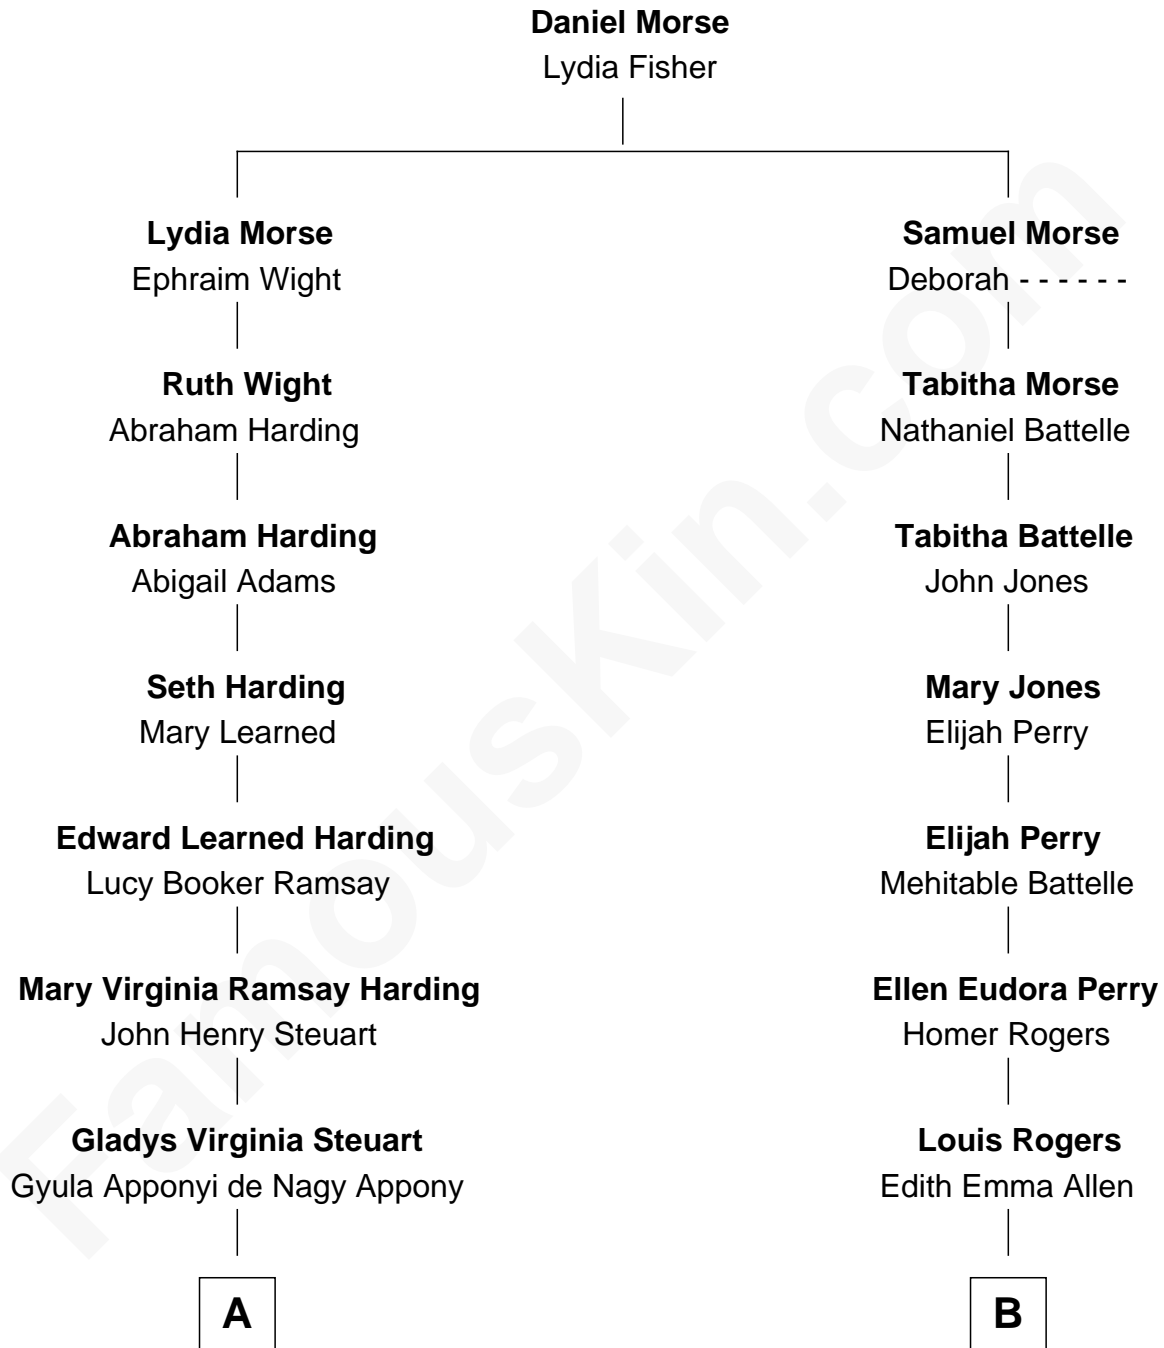 Daniel Morse
Lydia Fisher
Lydia Morse
Ephraim Wight
Ruth Wight
Abraham Harding
Abraham Harding
Abigail Adams
Seth Harding
Mary Learned
Edward Learned Harding
Lucy Booker Ramsay
Mary Virginia Ramsay Harding
John Henry Steuart
Gladys Virginia Steuart
Gyula Apponyi de Nagy Appony
A
Samuel Morse
Deborah - - - - - -
Tabitha Morse
Nathaniel Battelle
Tabitha Battelle
John Jones
Mary Jones
Elijah Perry
Elijah Perry
Mehitable Battelle
Ellen Eudora Perry
Homer Rogers
Louis Rogers
Edith Emma Allen
B
FamousKin.com